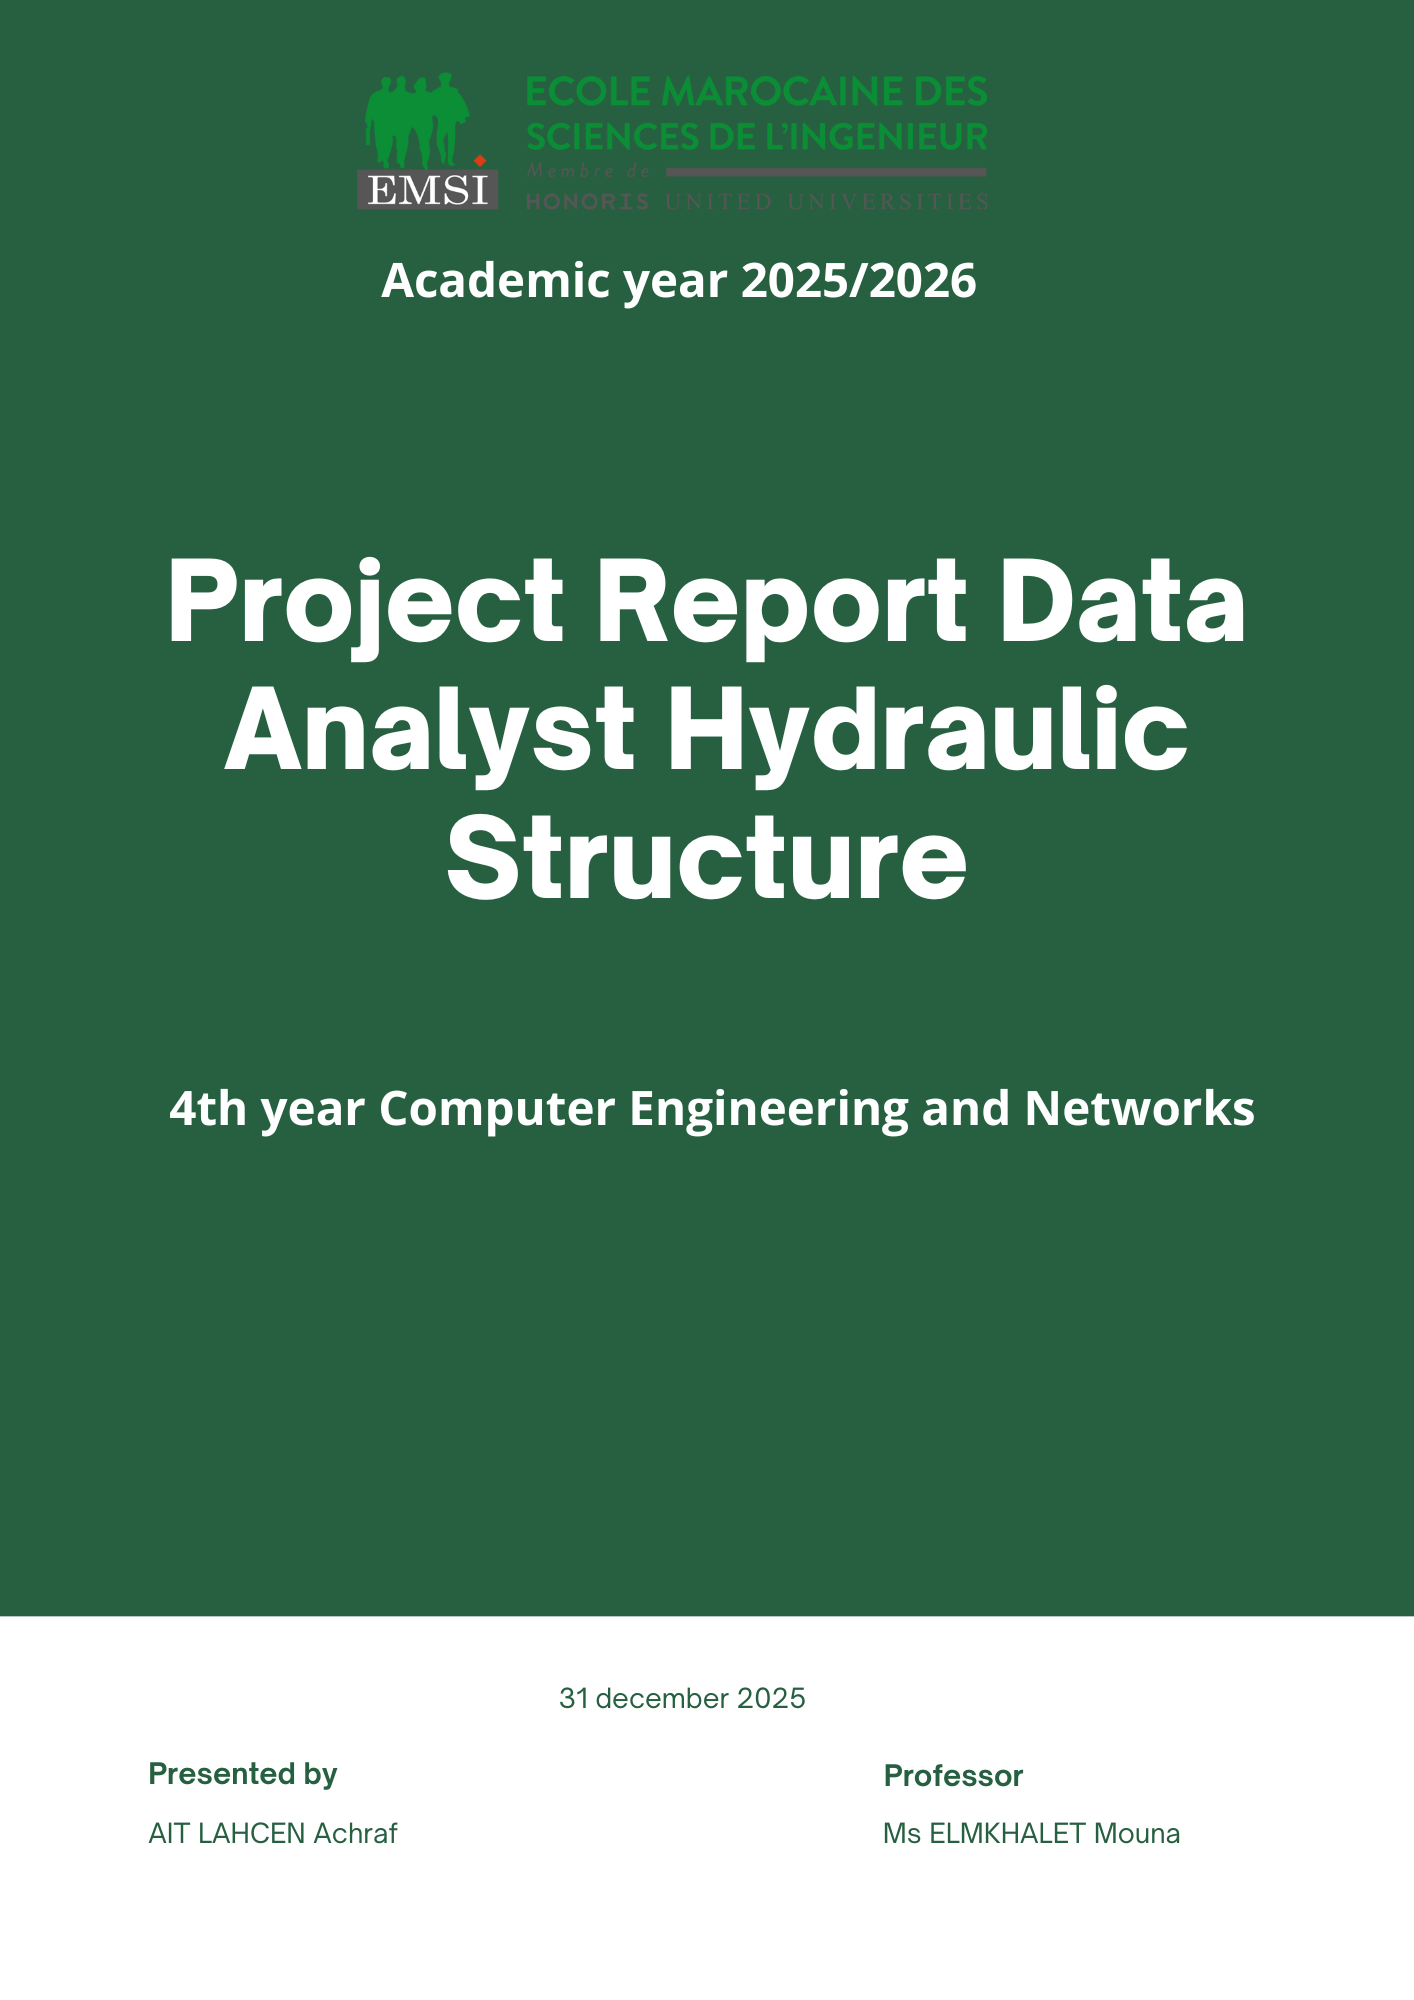 ECOLE MAROCAINE DES
SCIENCES DE L'INGENIEUR
Membre de
EMSI
HONORIS UNITED UNIVERSITIES
Academic year 2025/2026
Project Report Data
Analyst Hydraulic
Structure
4th year Computer Engineering and Networks
31 december 2025
Presented by
Professor
AIT LAHCEN Achraf
Ms ELMKHALET Mouna